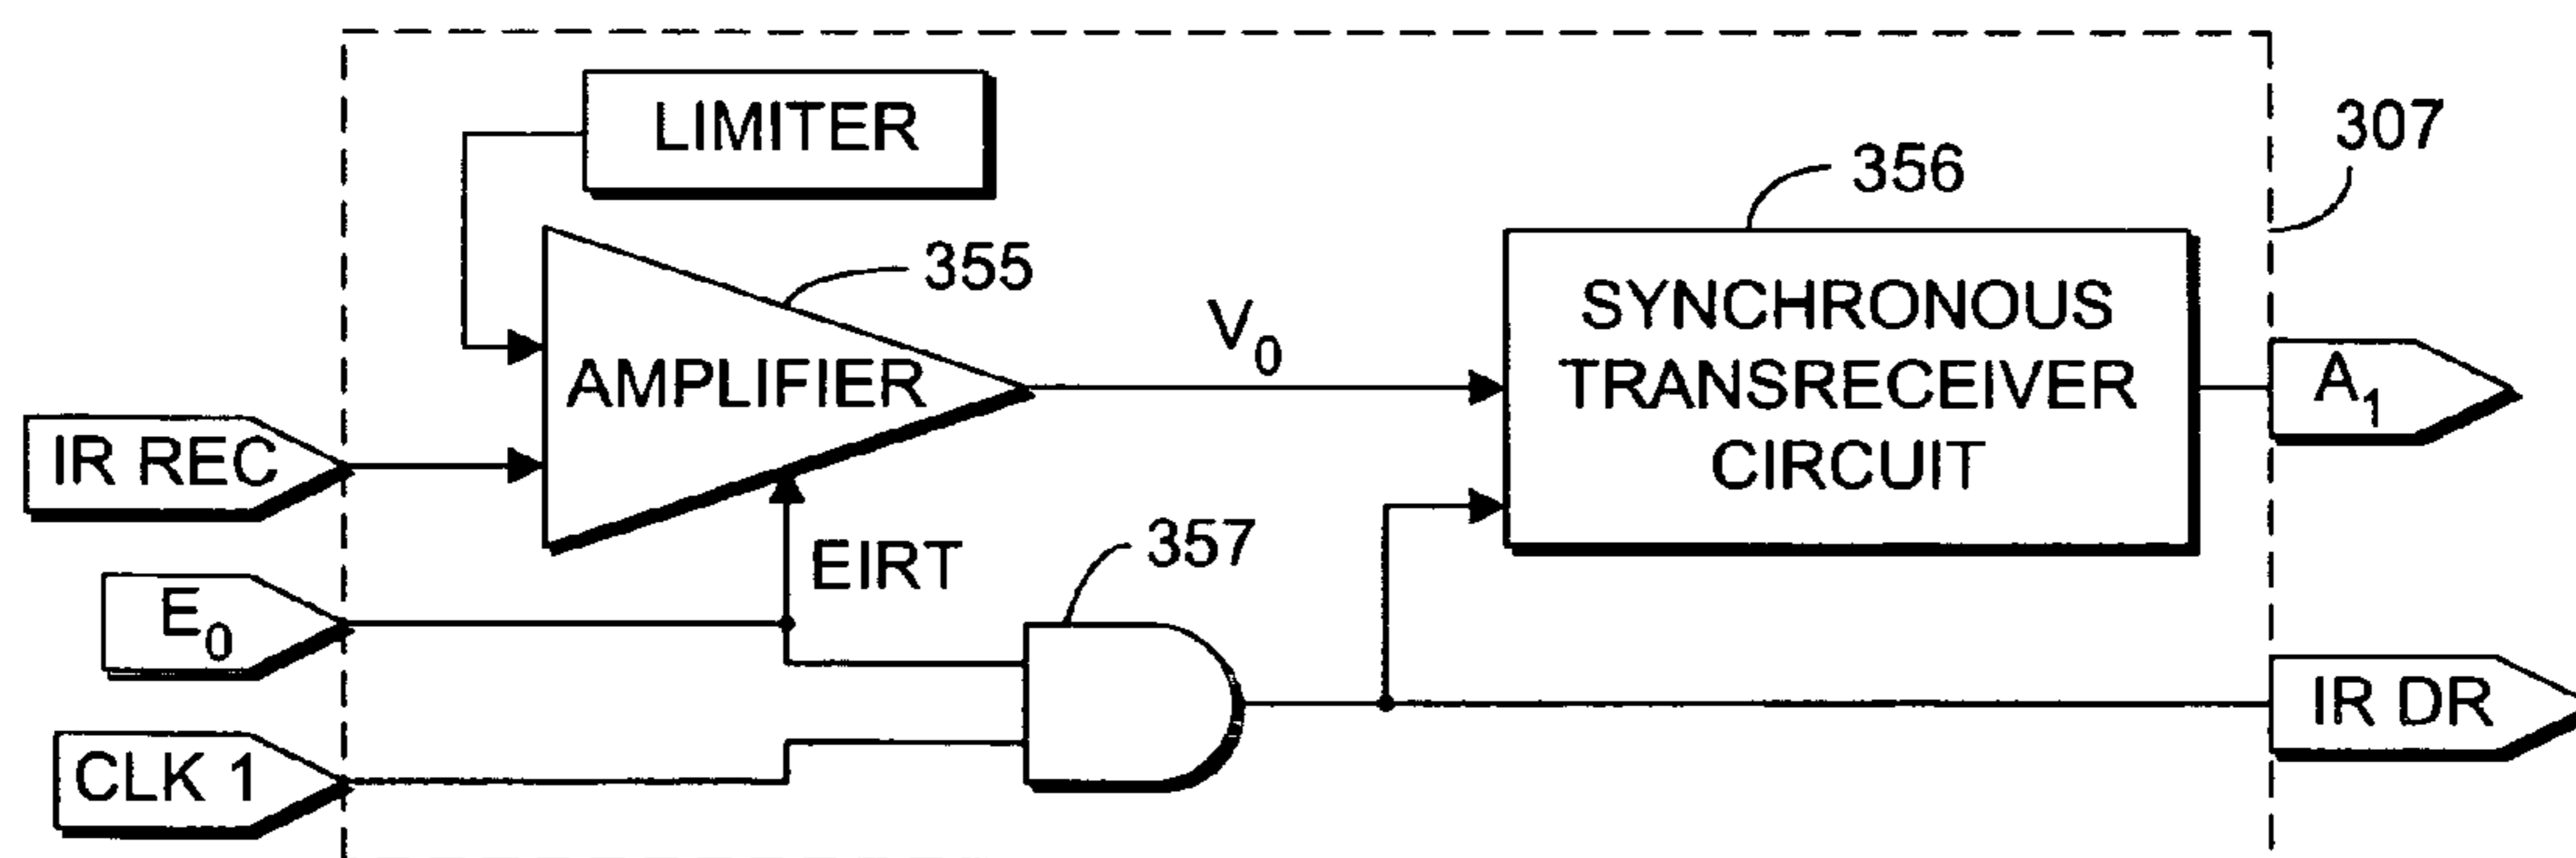 LIMITER
307
356
355
SYNCHRONOUS
TRANSRECEIVER
CIRCUIT
V0
AMPLIFIER
A1
IR REC
EIRT
357
E0
IR DR
CLK 1